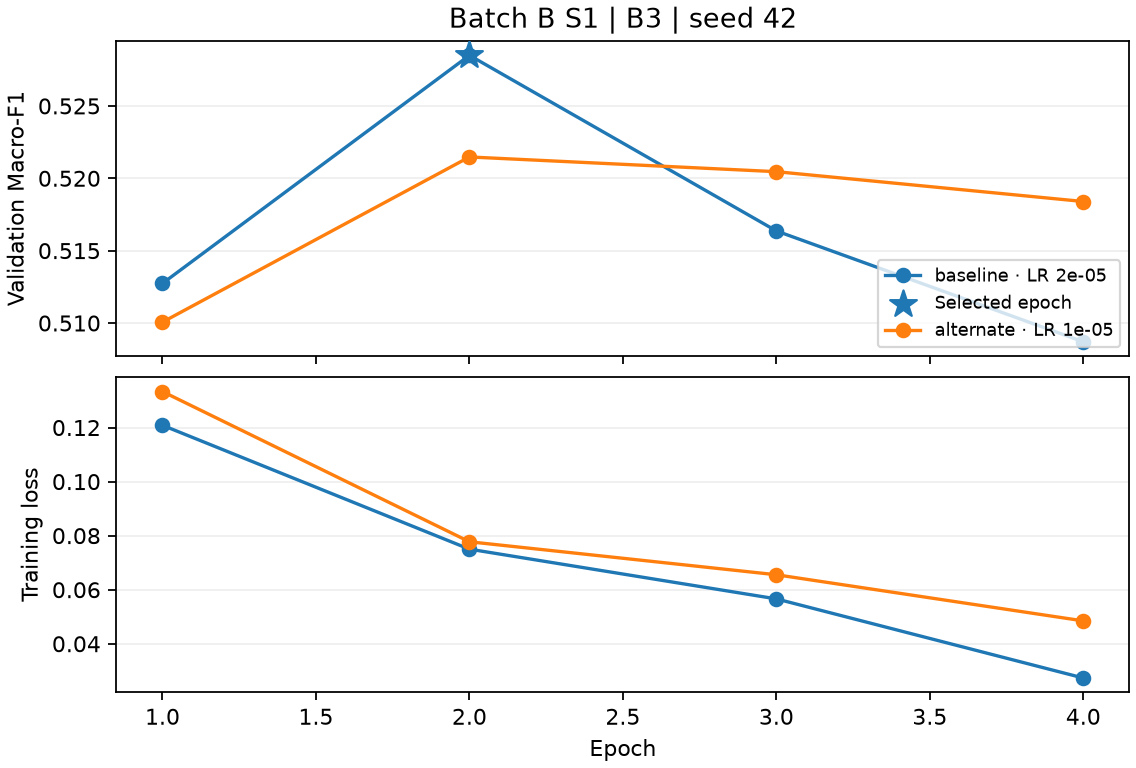 Batch B S1 | B3 | seed 42
Validation Macro-F1
0.525
0.520
0.515
0.510
baseline · LR 2e-05
Selected epoch
alternate · LR 1e-05
Training loss
0.12
0.10
0.08
0.06
0.04
1.0 1.5 2.0 2.5 3.0 3.5 4.0
Epoch